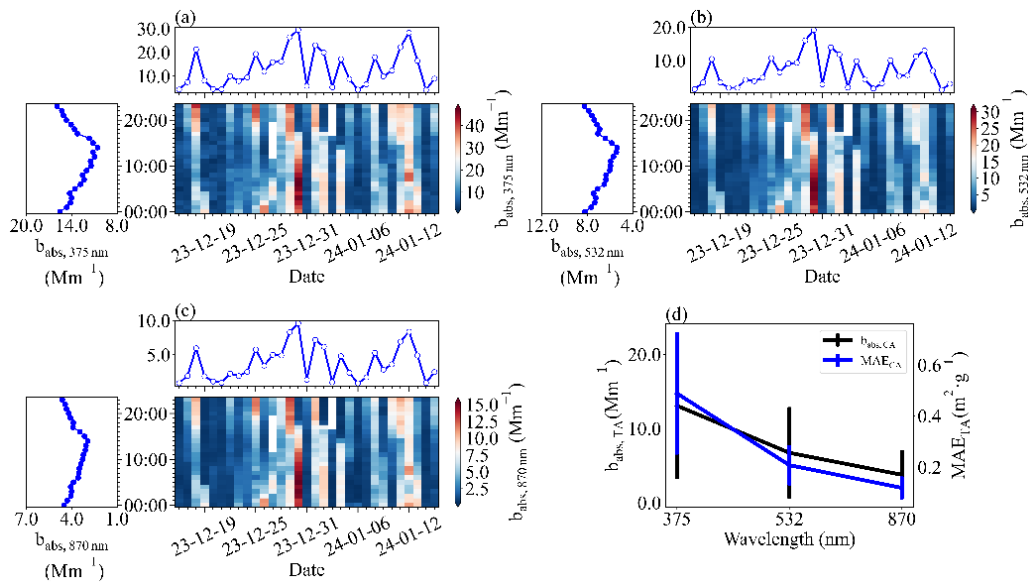 (a)
30.0
20.0
10.0
20:00
10:00
00:00
20.0 14.0 8.0
b_abs, 375 nm
(Mm⁻¹)
23-12-19 23-12-25 23-12-31 24-01-06 24-01-12
Date
40
30
20
10
b_abs, 375 nm (Mm⁻¹)
(b)
20.0
10.0
20:00
10:00
00:00
12.0 8.0 4.0
b_abs, 532 nm
(Mm⁻¹)
23-12-19 23-12-25 23-12-31 24-01-06 24-01-12
Date
30
25
20
15
10
5
b_abs, 532 nm (Mm⁻¹)
(c)
10.0
5.0
20:00
10:00
00:00
7.0 4.0 1.0
b_abs, 870 nm
(Mm⁻¹)
23-12-19 23-12-25 23-12-31 24-01-06 24-01-12
Date
15.0
12.5
10.0
7.5
5.0
2.5
b_abs, 870 nm (Mm⁻¹)
(d)
b_abs, CA
MAE_CA
20.0
10.0
0.0
b_abs, TA (Mm⁻¹)
0.6
0.4
0.2
MAE_TA (m²·g⁻¹)
375 532 870
Wavelength (nm)